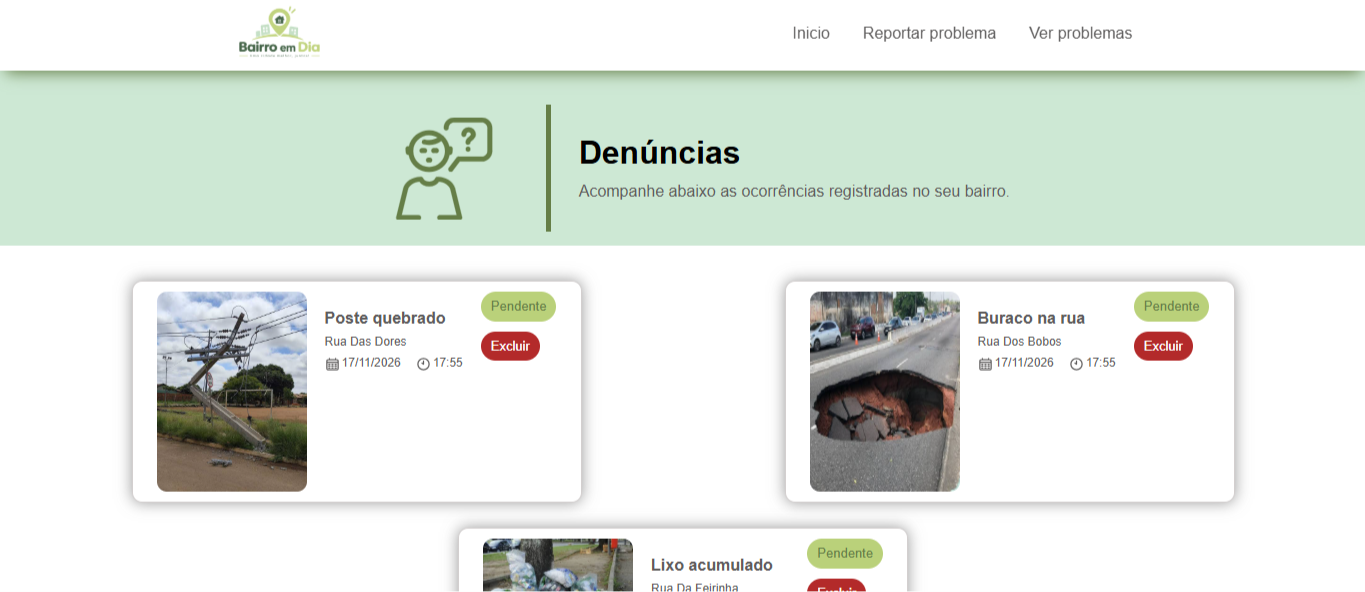 Bairro em Dia
Inicio
Reportar problema
Ver problemas
?
Denúncias
Acompanhe abaixo as ocorrências registradas no seu bairro.
Poste quebrado
Rua Das Dores
17/11/2026
17:55
Pendente
Excluir
Buraco na rua
Rua Dos Bobos
17/11/2026
17:55
Pendente
Excluir
Lixo acumulado
Rua Da Feirinha
Pendente
Excluir